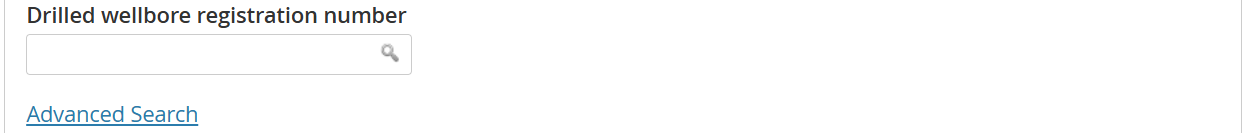 Drilled wellbore registration number
Advanced Search